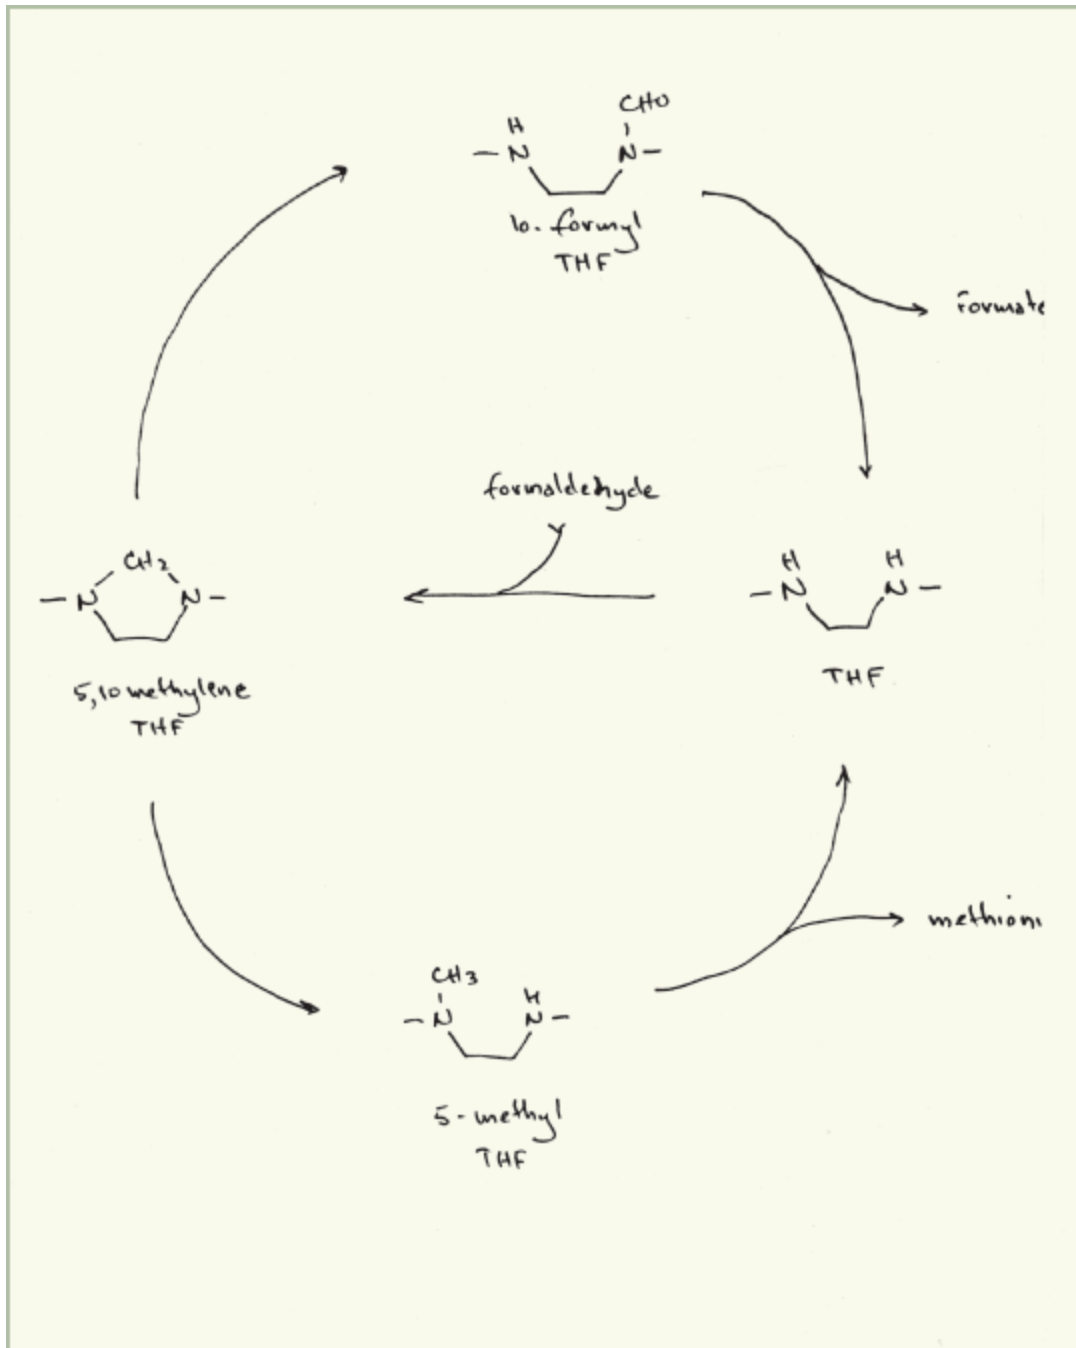 CHO
H
- N
N -
10-formyl
THF
formate
formaldehyde
CH2
- N
N -
5,10 methylene
THF
H
H
- N
N -
THF
methioni
CH3
H
- N
N -
5-methyl
THF